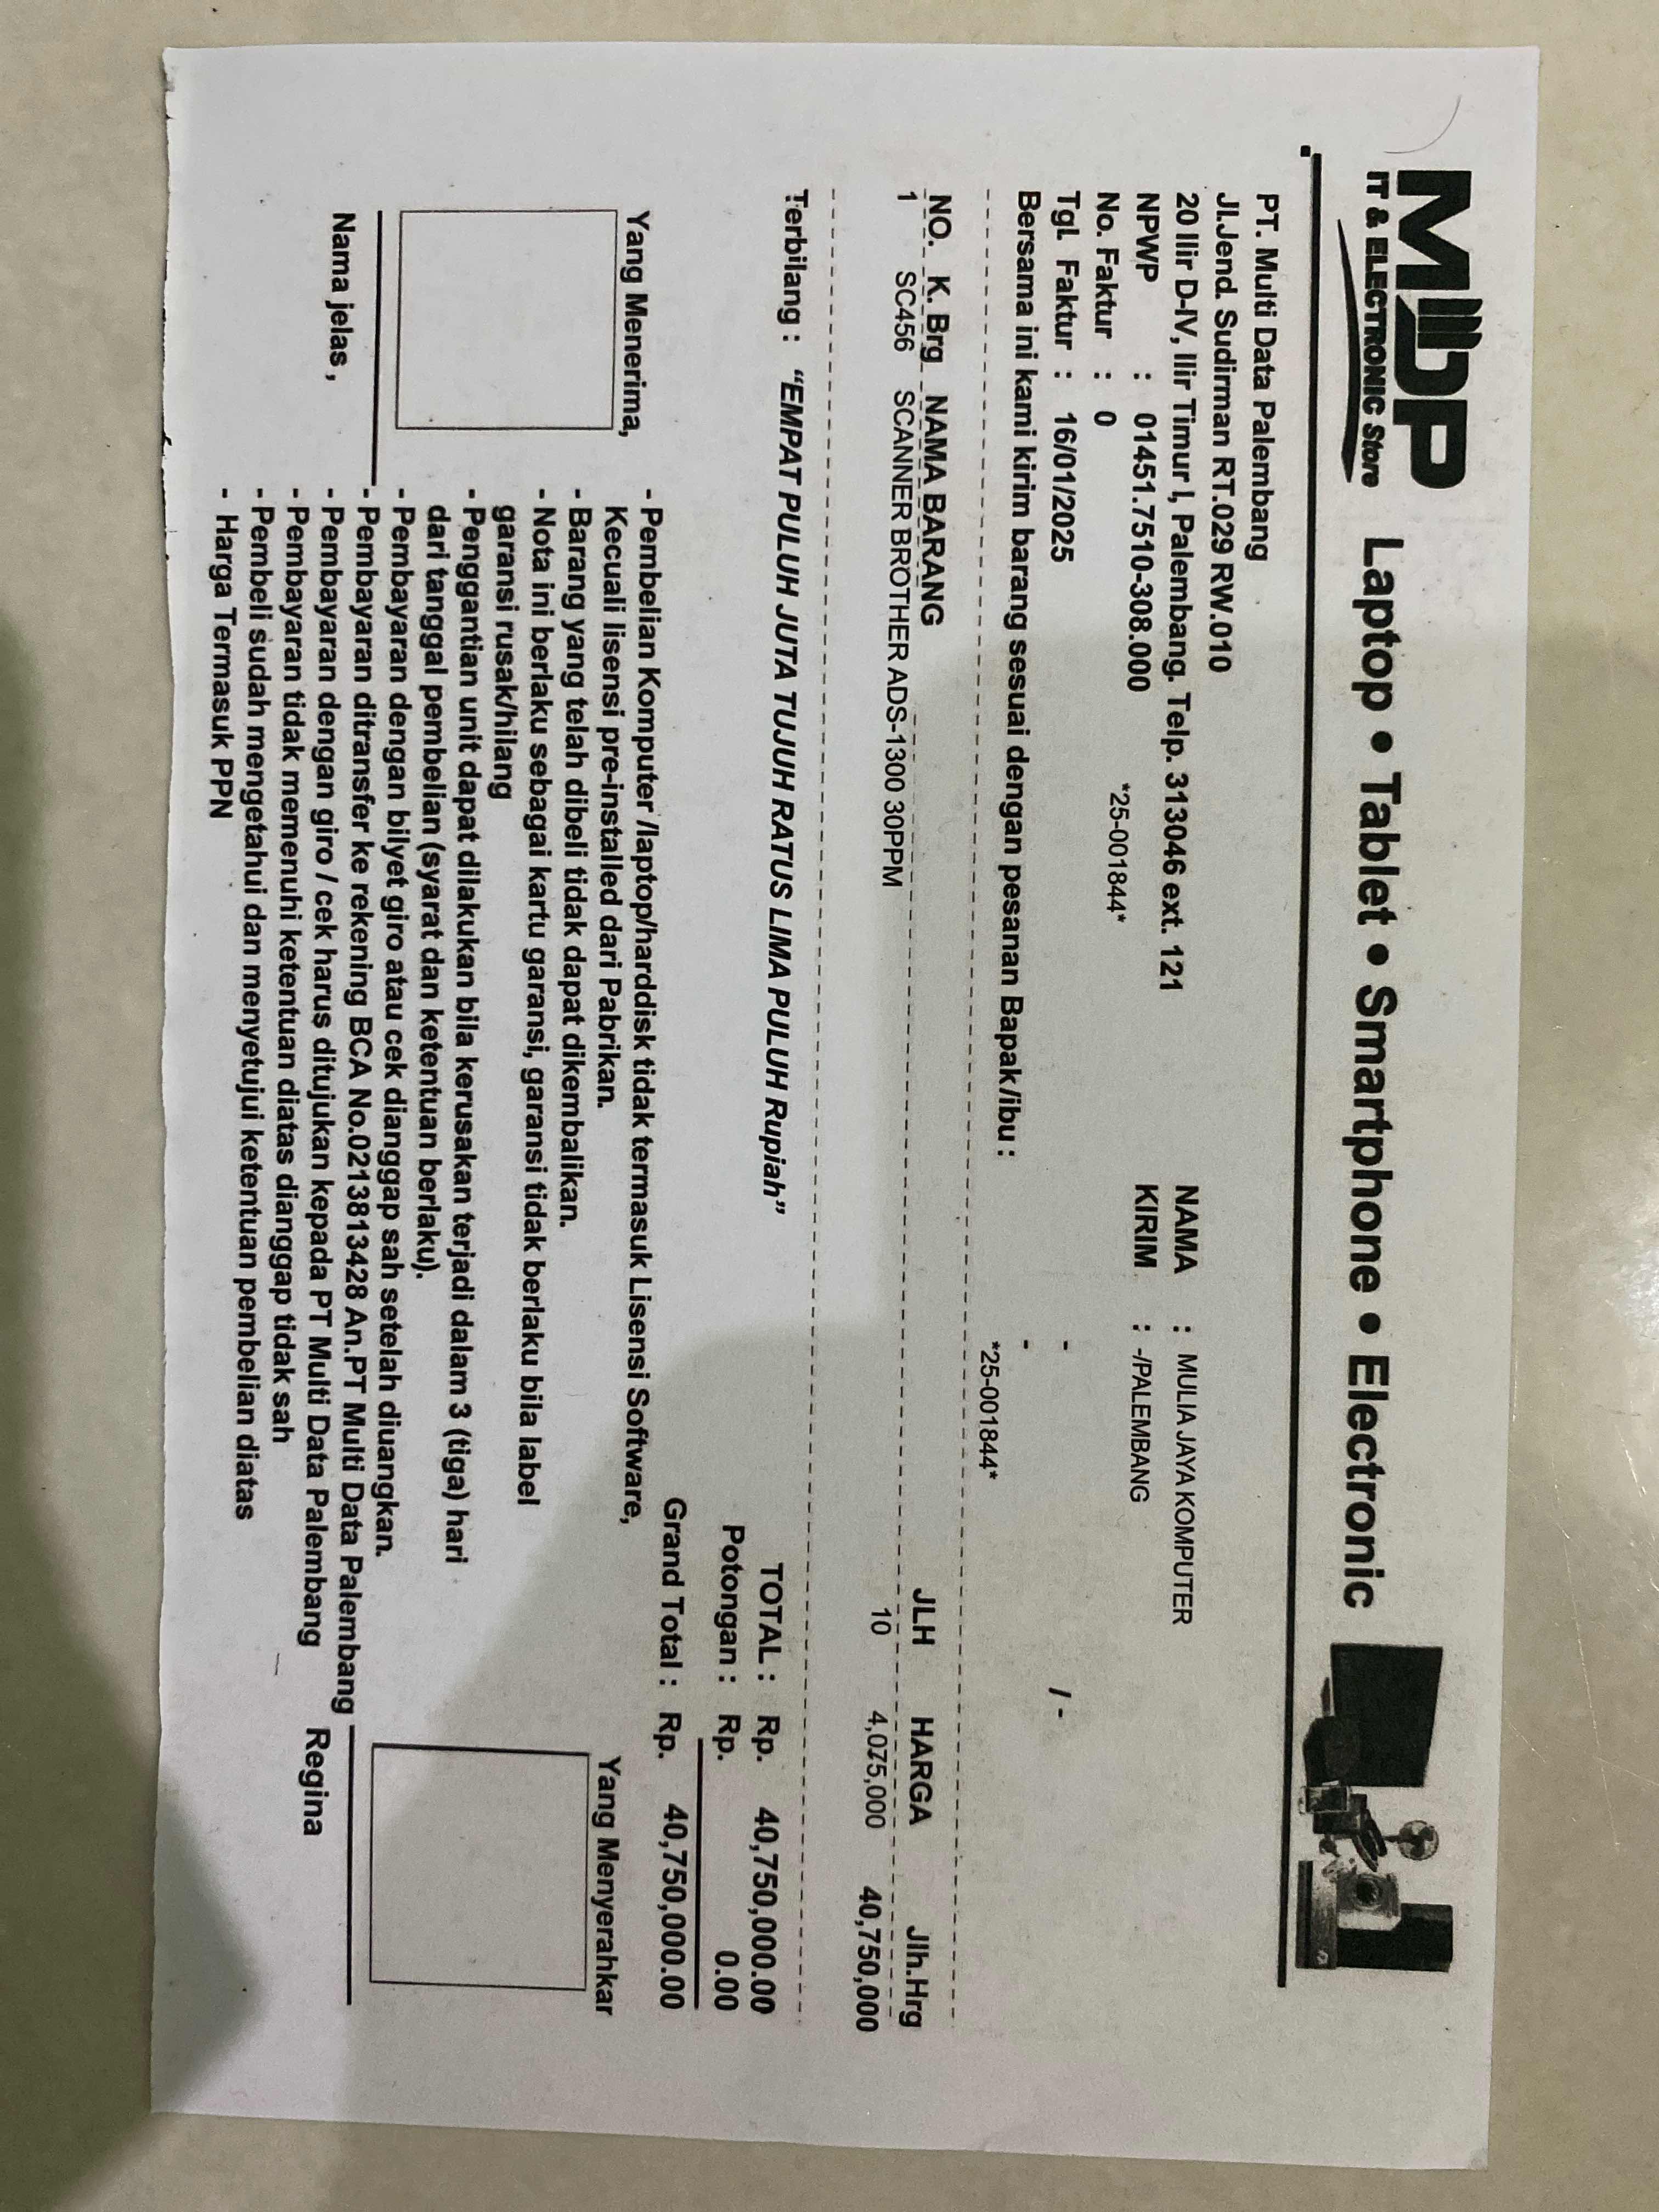 MDP
IT & ELECTRONIC Store
Laptop • Tablet • Smartphone • Electronic
PT. Multi Data Palembang
Jl.Jend. Sudirman RT.029 RW.010
20 Ilir D-IV, Ilir Timur I, Palembang. Telp. 313046 ext. 121
NPWP : 01451.7510-308.000
No. Faktur : 0 *25-001844*
Tgl. Faktur : 16/01/2025
NAMA : MULIA JAYA KOMPUTER
KIRIM : -/PALEMBANG
- / -
-
Bersama ini kami kirim barang sesuai dengan pesanan Bapak/ibu : *25-001844*
NO. K. Brg NAMA BARANG JLH HARGA Jlh.Hrg
1 SC456 SCANNER BROTHER ADS-1300 30PPM 10 4,075,000 40,750,000
Terbilang : “EMPAT PULUH JUTA TUJUH RATUS LIMA PULUH Rupiah”
TOTAL : Rp. 40,750,000.00
Potongan : Rp. 0.00
Grand Total : Rp. 40,750,000.00
Yang Menerima,
Nama jelas ,
- Pembelian Komputer /laptop/harddisk tidak termasuk Lisensi Software,
Kecuali lisensi pre-installed dari Pabrikan.
- Barang yang telah dibeli tidak dapat dikembalikan.
- Nota ini berlaku sebagai kartu garansi, garansi tidak berlaku bila label
garansi rusak/hilang
- Penggantian unit dapat dilakukan bila kerusakan terjadi dalam 3 (tiga) hari
dari tanggal pembelian (syarat dan ketentuan berlaku).
- Pembayaran dengan bilyet giro atau cek dianggap sah setelah diuangkan.
- Pembayaran ditransfer ke rekening BCA No.0213813428 An.PT Multi Data Palembang
- Pembayaran dengan giro / cek harus ditujukan kepada PT Multi Data Palembang
- Pembayaran tidak memenuhi ketentuan diatas dianggap tidak sah
- Pembeli sudah mengetahui dan menyetujui ketentuan pembelian diatas
- Harga Termasuk PPN
Yang Menyerahkar
Regina